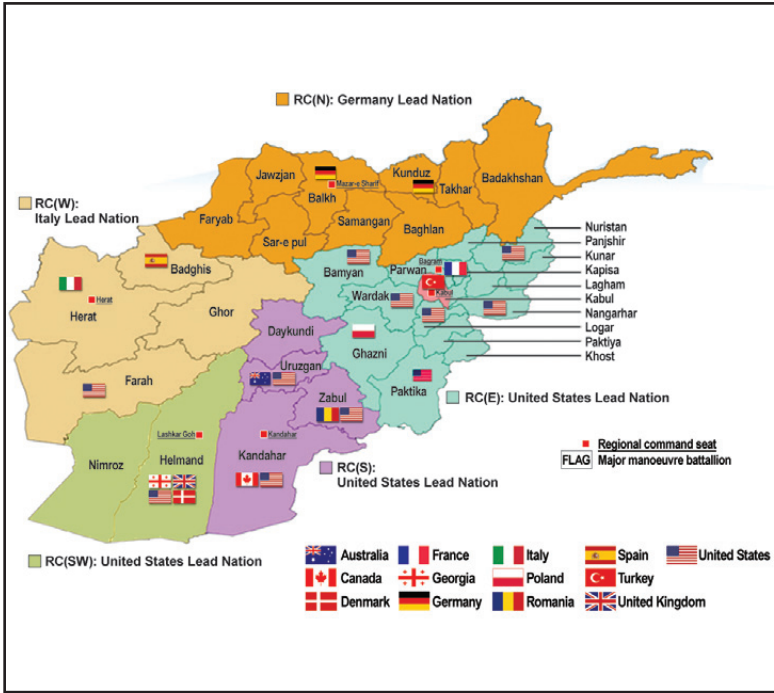 RC(N): Germany Lead Nation
Badakhshan
Kunduz
Jawzjan
Takhar
Mazar-e Sharif
Balkh
RC(W):
Italy Lead Nation
Faryab
Samangan
Baghlan
Sar-e pul
Nuristan
Panjshir
Kunar
Kapisa
Lagham
Kabul
Nangarhar
Logar
Paktiya
Khost
Badghis
Bamyan
Parwan
Bagram
Kabul
Herat
Herat
Wardak
Ghor
Daykundi
Ghazni
Uruzgan
Farah
Zabul
Paktika
RC(E): United States Lead Nation
Lashkar Goh
Kandahar
Nimroz
Helmand
Kandahar
Regional command seat
FLAG Major manoeuvre battallion
RC(S):
United States Lead Nation
RC(SW): United States Lead Nation
Australia France Italy Spain United States
Canada Georgia Poland Turkey
Denmark Germany Romania United Kingdom